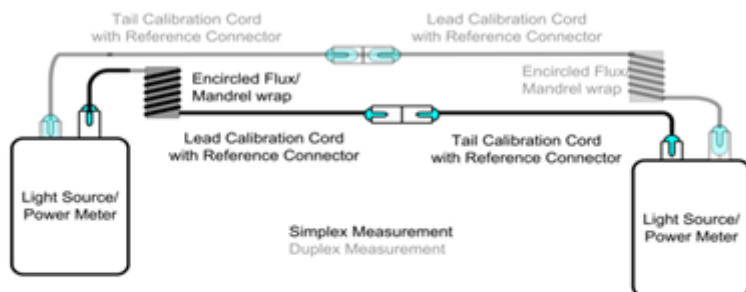 Tail Calibration Cord
with Reference Connector
Lead Calibration Cord
with Reference Connector
Encircled Flux/
Mandrel wrap
Encircled Flux/
Mandrel wrap
Lead Calibration Cord
with Reference Connector
Tail Calibration Cord
with Reference Connector
Light Source/
Power Meter
Light Source/
Power Meter
Simplex Measurement
Duplex Measurement